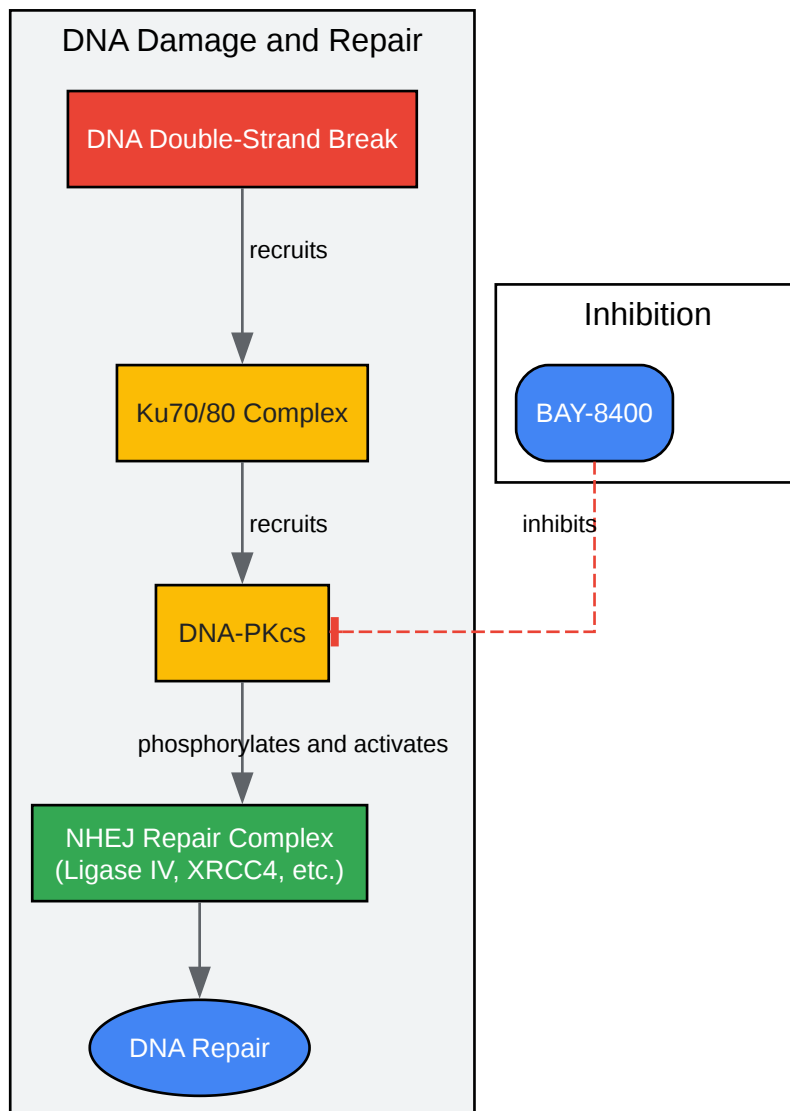 DNA Damage and Repair
DNA Double-Strand Break
recruits
Ku70/80 Complex
recruits
DNA-PKcs
phosphorylates and activates
NHEJ Repair Complex
(Ligase IV, XRCC4, etc.)
DNA Repair
Inhibition
BAY-8400
inhibits